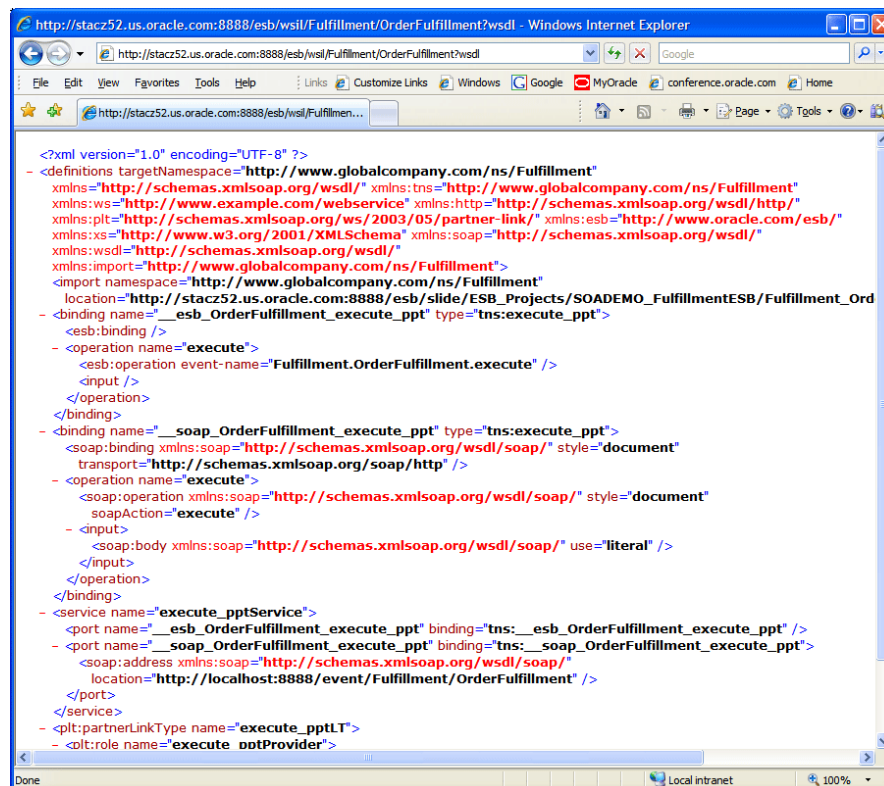 http://stacz52.us.oracle.com:8888/esb/wsil/Fulfillment/OrderFulfillment?wsdl - Windows Internet Explorer
http://stacz52.us.oracle.com:8888/esb/wsil/Fulfillment/OrderFulfillment?wsdl Google
File Edit View Favorites Tools Help Links Customize Links Windows Google MyOracle conference.oracle.com Home
http://stacz52.us.oracle.com:8888/esb/wsil/Fulfillmen... Page Tools
<?xml version="1.0" encoding="UTF-8" ?>
- <definitions targetNamespace="http://www.globalcompany.com/ns/Fulfillment"
xmlns="http://schemas.xmlsoap.org/wsdl/" xmlns:tns="http://www.globalcompany.com/ns/Fulfillment"
xmlns:ws="http://www.example.com/webservice" xmlns:http="http://schemas.xmlsoap.org/wsdl/http/"
xmlns:plt="http://schemas.xmlsoap.org/ws/2003/05/partner-link/" xmlns:esb="http://www.oracle.com/esb/"
xmlns:xs="http://www.w3.org/2001/XMLSchema" xmlns:soap="http://schemas.xmlsoap.org/wsdl/"
xmlns:wsdl="http://schemas.xmlsoap.org/wsdl/"
xmlns:import="http://www.globalcompany.com/ns/Fulfillment">
<import namespace="http://www.globalcompany.com/ns/Fulfillment"
location="http://stacz52.us.oracle.com:8888/esb/slide/ESB_Projects/SOADEMO_FulfillmentESB/Fulfillment_Ord
- <binding name="__esb_OrderFulfillment_execute_ppt" type="tns:execute_ppt">
<esb:binding />
- <operation name="execute">
<esb:operation event-name="Fulfillment.OrderFulfillment.execute" />
<input />
</operation>
</binding>
- <binding name="__soap_OrderFulfillment_execute_ppt" type="tns:execute_ppt">
<soap:binding xmlns:soap="http://schemas.xmlsoap.org/wsdl/soap/" style="document"
transport="http://schemas.xmlsoap.org/soap/http" />
- <operation name="execute">
<soap:operation xmlns:soap="http://schemas.xmlsoap.org/wsdl/soap/" style="document"
soapAction="execute" />
- <input>
<soap:body xmlns:soap="http://schemas.xmlsoap.org/wsdl/soap/" use="literal" />
</input>
</operation>
</binding>
- <service name="execute_pptService">
<port name="__esb_OrderFulfillment_execute_ppt" binding="tns:__esb_OrderFulfillment_execute_ppt" />
- <port name="__soap_OrderFulfillment_execute_ppt" binding="tns:__soap_OrderFulfillment_execute_ppt">
<soap:address xmlns:soap="http://schemas.xmlsoap.org/wsdl/soap/"
location="http://localhost:8888/event/Fulfillment/OrderFulfillment" />
</port>
</service>
- <plt:partnerLinkType name="execute_pptLT">
- <plt:role name="execute_pptProvider">
Done Local intranet 100%